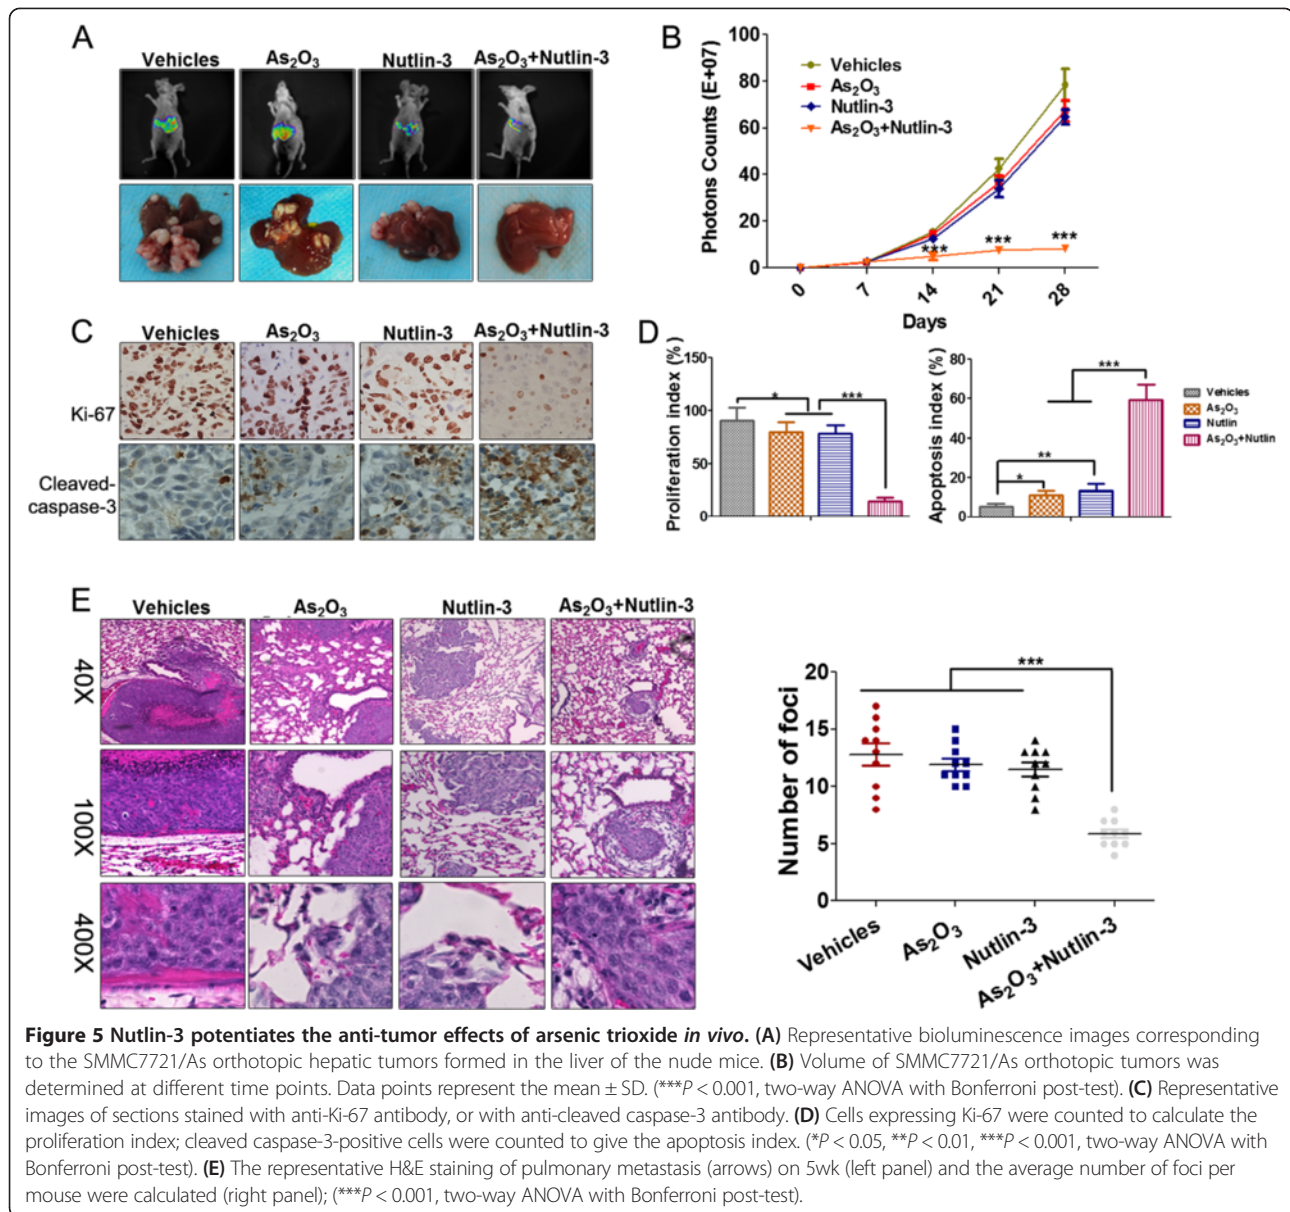 A
Vehicles As₂O₃ Nutlin-3 As₂O₃+Nutlin-3
B
Photons Counts (E+07)
100
80
60
40
20
0
Vehicles
As₂O₃
Nutlin-3
As₂O₃+Nutlin-3
*** *** ***
0 7 14 21 28
Days
C
Vehicles As₂O₃ Nutlin-3 As₂O₃+Nutlin-3
Ki-67
Cleaved-
caspase-3
D
Proliferation index (%)
150
100
50
0
* ***
Apoptosis index (%)
80
60
40
20
0
***
**
*
Vehicles
As₂O₃
Nutlin
As₂O₃+Nutlin
E
Vehicles As₂O₃ Nutlin-3 As₂O₃+Nutlin-3
40X
100X
4000X
Number of foci
20
15
10
5
0
***
Vehicles As₂O₃ Nutlin-3 As₂O₃+Nutlin-3
Figure 5 Nutlin-3 potentiates the anti-tumor effects of arsenic trioxide in vivo. (A) Representative bioluminescence images corresponding
to the SMMC7721/As orthotopic hepatic tumors formed in the liver of the nude mice. (B) Volume of SMMC7721/As orthotopic tumors was
determined at different time points. Data points represent the mean ± SD. (***P < 0.001, two-way ANOVA with Bonferroni post-test). (C) Representative
images of sections stained with anti-Ki-67 antibody, or with anti-cleaved caspase-3 antibody. (D) Cells expressing Ki-67 were counted to calculate the
proliferation index; cleaved caspase-3-positive cells were counted to give the apoptosis index. (*P < 0.05, **P < 0.01, ***P < 0.001, two-way ANOVA with
Bonferroni post-test). (E) The representative H&E staining of pulmonary metastasis (arrows) on 5wk (left panel) and the average number of foci per
mouse were calculated (right panel); (***P < 0.001, two-way ANOVA with Bonferroni post-test).